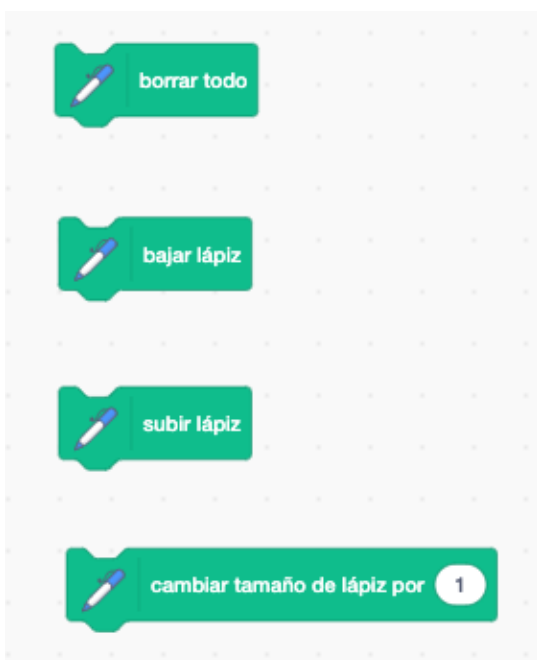 borrar todo
bajar lápiz
subir lápiz
cambiar tamaño de lápiz por 1